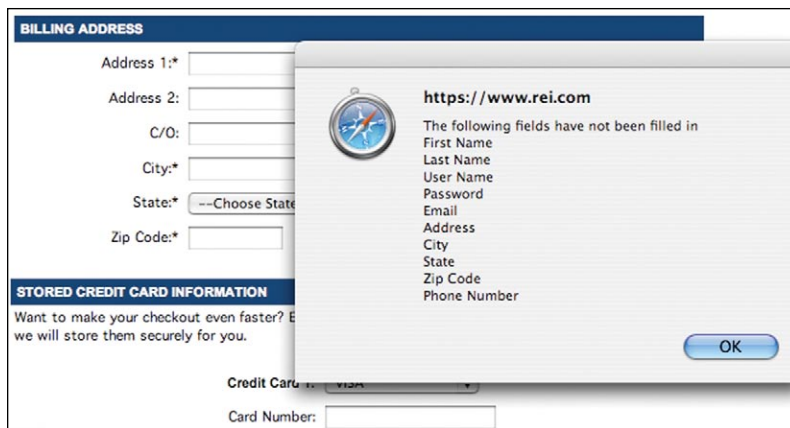 BILLING ADDRESS
Address 1:*
Address 2:
C/O:
City:*
State:* --Choose State
Zip Code:*
https://www.rei.com
The following fields have not been filled in
First Name
Last Name
User Name
Password
Email
Address
City
State
Zip Code
Phone Number
OK
STORED CREDIT CARD INFORMATION
Want to make your checkout even faster?
we will store them securely for you.
Credit Card 1: VISA
Card Number: